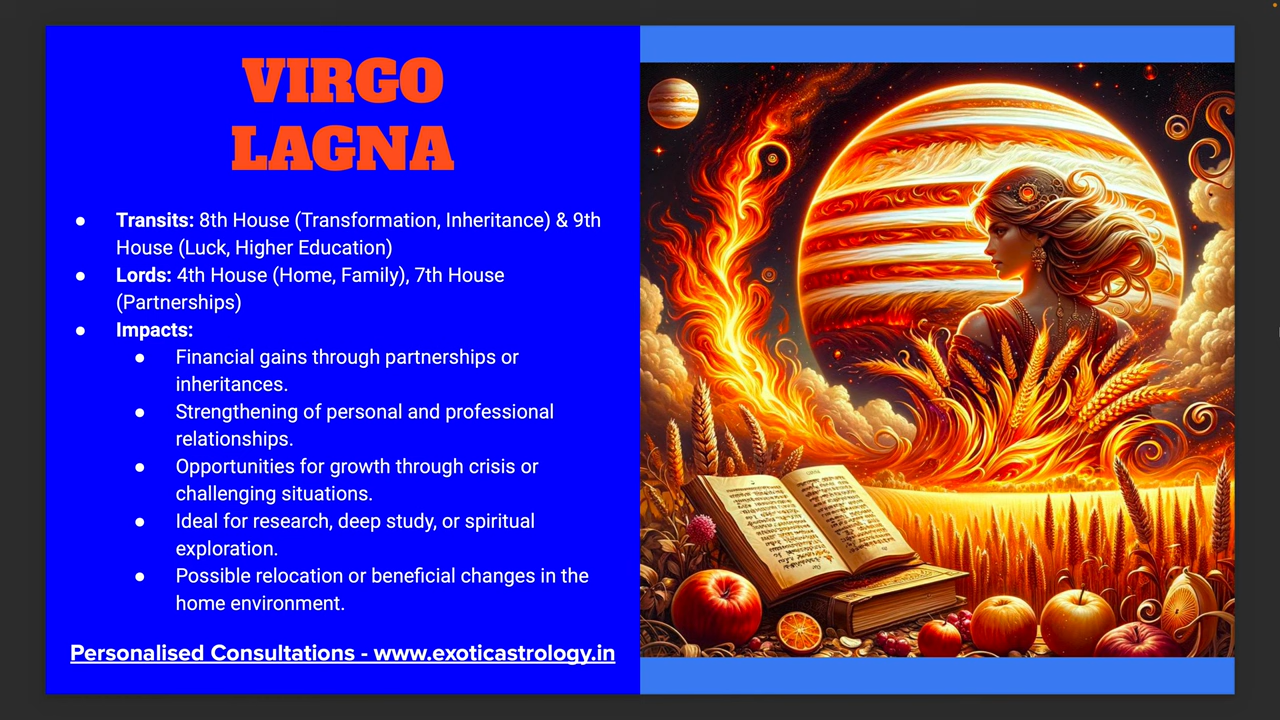 VIRGO
LAGNA
● Transits: 8th House (Transformation, Inheritance) & 9th
House (Luck, Higher Education)
● Lords: 4th House (Home, Family), 7th House
(Partnerships)
● Impacts:
● Financial gains through partnerships or
inheritances.
● Strengthening of personal and professional
relationships.
● Opportunities for growth through crisis or
challenging situations.
● Ideal for research, deep study, or spiritual
exploration.
● Possible relocation or beneficial changes in the
home environment.
Personalised Consultations - www.exoticastrology.in